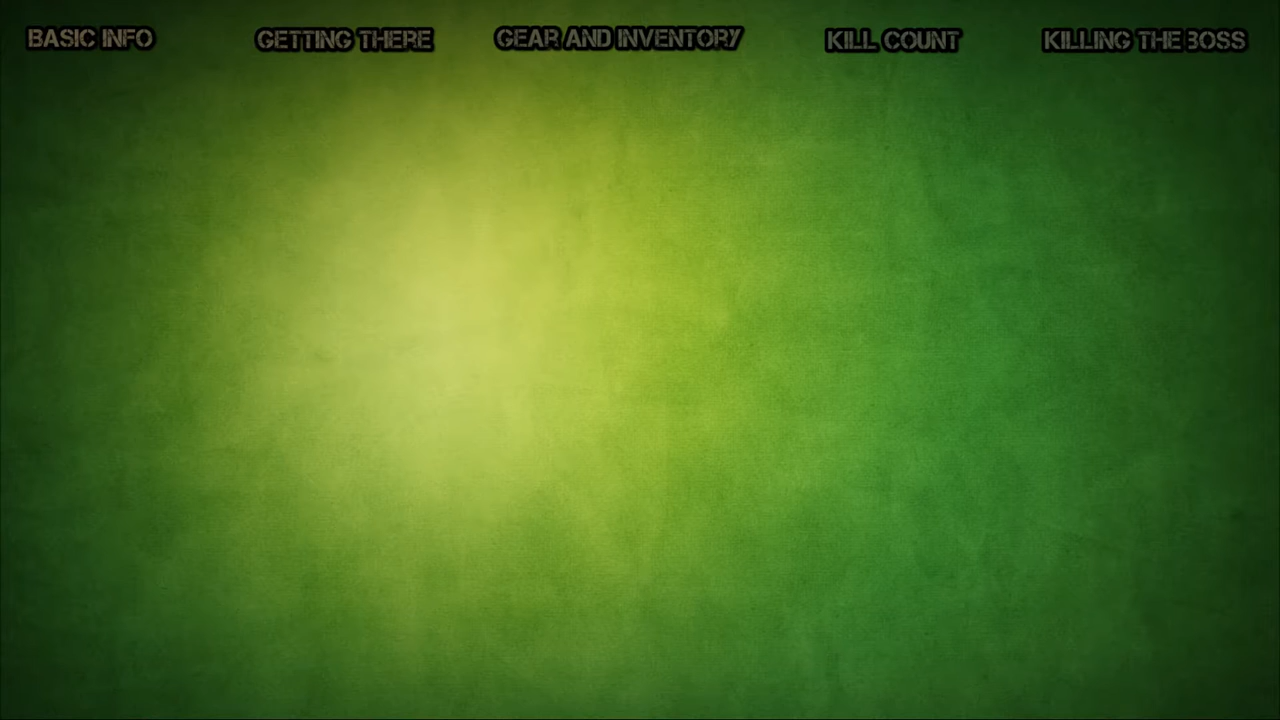 BASIC INFO
GETTING THERE
GEAR AND INVENTORY
KILL COUNT
KILLING THE BOSS